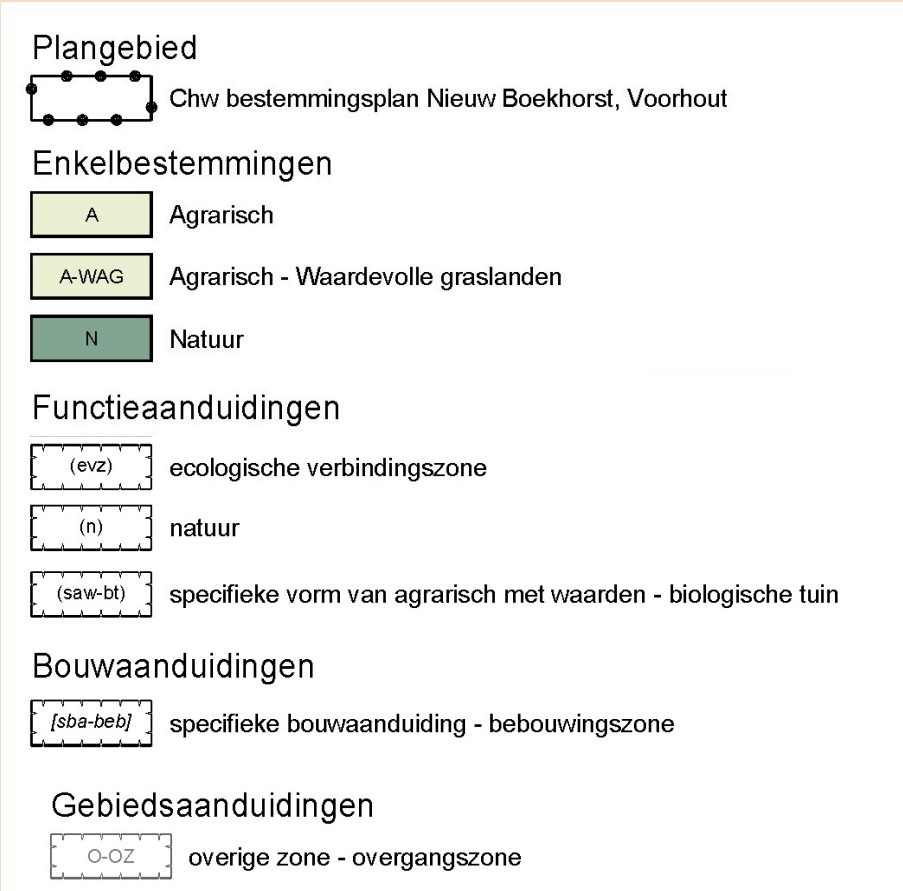 Plangebied
Chw bestemmingsplan Nieuw Boekhorst, Voorhout
Enkelbestemmingen
A Agrarisch
A-WAG Agrarisch - Waardevolle graslanden
N Natuur
Functieaanduidingen
(evz) ecologische verbindingszone
(n) natuur
(saw-bt) specifieke vorm van agrarisch met waarden - biologische tuin
Bouwaanduidingen
[sba-beb] specifieke bouwaanduiding - bebouwingszone
Gebiedsaanduidingen
O-OZ overige zone - overgangszone